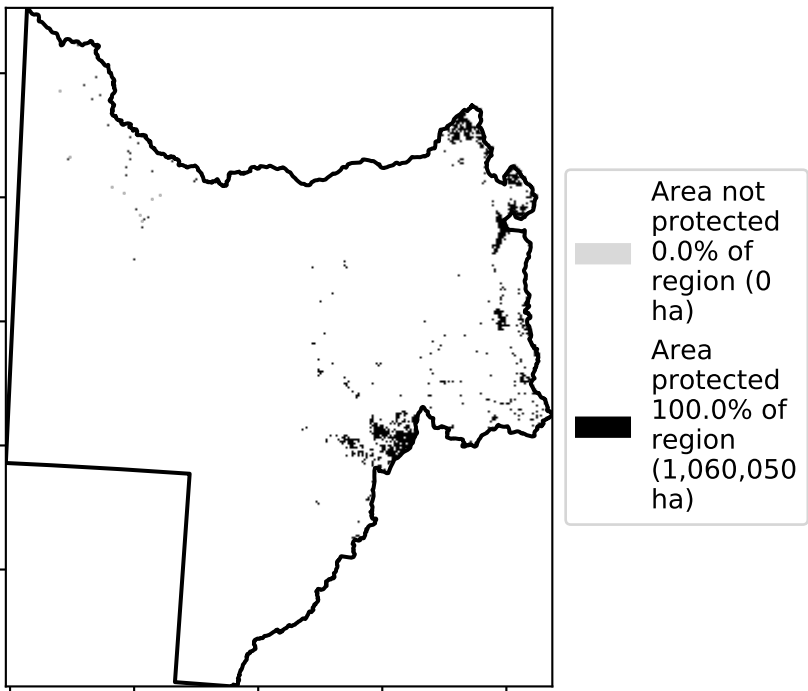 Area not
protected
0.0% of
region (0
ha)
Area
protected
100.0% of
region
(1,060,050
ha)